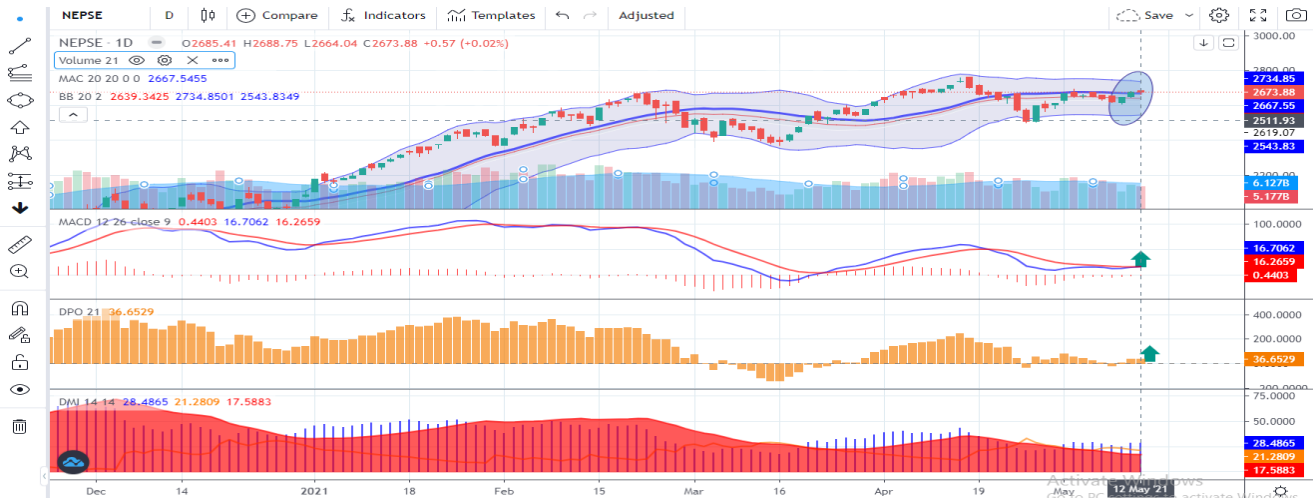 NEPSE D Compare Indicators Templates Adjusted Save
NEPSE · 1D O2685.41 H2688.75 L2664.04 C2673.88 +0.57 (+0.02%)
Volume 21
MAC 20 20 0 0 2667.5455
BB 20 2 2639.3425 2734.8501 2543.8349
3000.00
2734.85
2673.88
2667.55
2511.93
2619.07
2543.83
6.127B
5.177B
MACD 12 26 close 9 0.4403 16.7062 16.2659
100.0000
16.7062
16.2659
0.4403
DPO 21 36.6529
400.0000
200.0000
36.6529
-200.0000
DMI 14 14 28.4865 21.2809 17.5883
75.0000
50.0000
28.4865
21.2809
17.5883
Activate Windows
Dec 14 2021 18 Feb 15 Mar 16 Apr 19 May 12 May '21